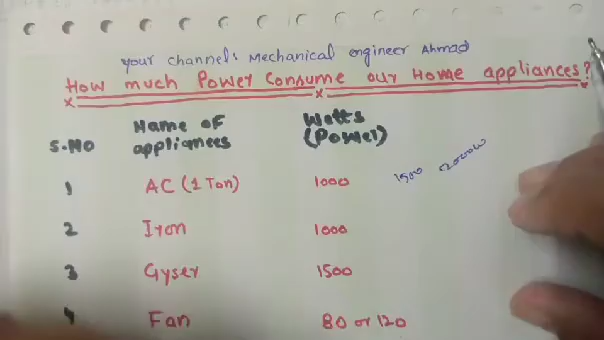 your channel: Mechanical engineer Ahmad
How much Power Consume our Home appliances?
S.NO Name of appliances Watts (Power)
1 AC (1 Ton) 1000 1500 2000W
2 Iron 1000
3 Gyser 1500
4 Fan 80 or 120